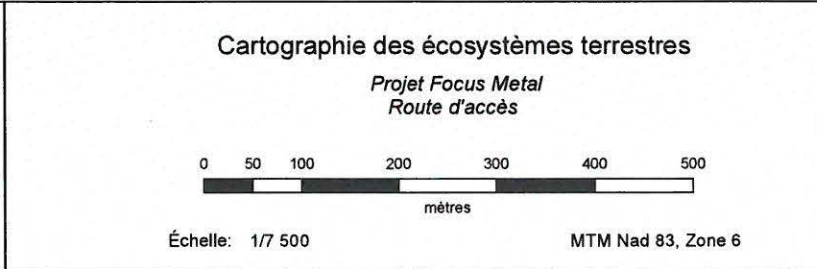 Cartographie des écosystèmes terrestres
Projet Focus Metal
Route d'accès
0 50 100 200 300 400 500
mètres
Échelle: 1/7 500 MTM Nad 83, Zone 6